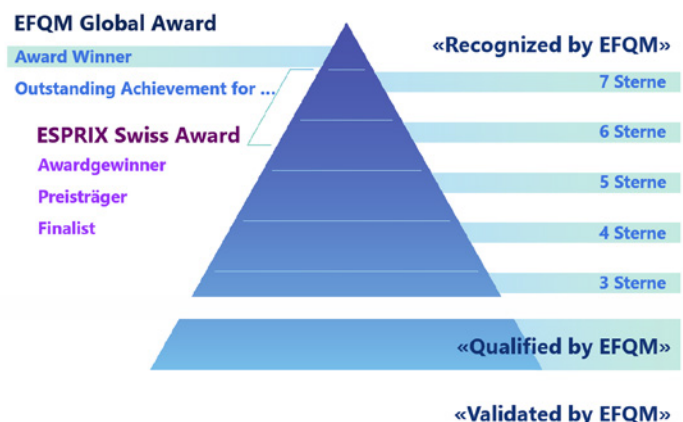 EFQM Global Award
Award Winner
Outstanding Achievement for ...
ESPRIX Swiss Award
Awardgewinner
Preisträger
Finalist
«Recognized by EFQM»
7 Sterne
6 Sterne
5 Sterne
4 Sterne
3 Sterne
«Qualified by EFQM»
«Validated by EFQM»